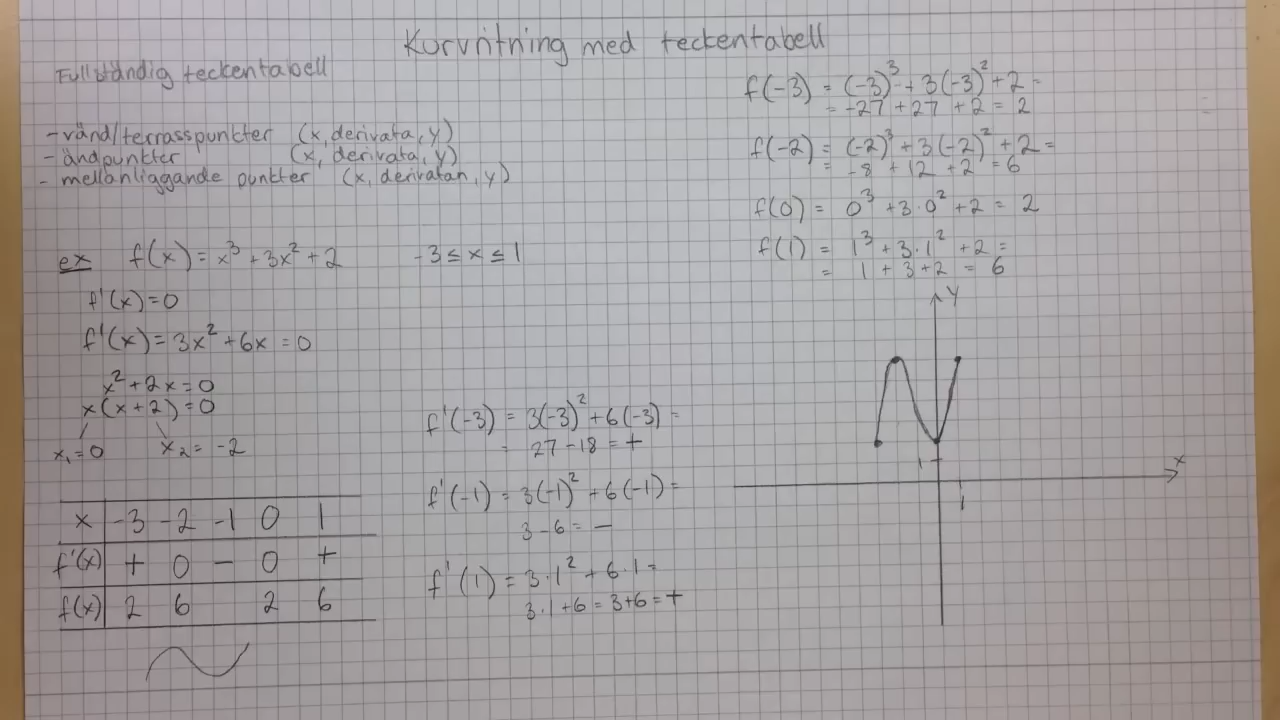 Kurvritning med teckentabell
Fullständig teckentabell
-vänd/terrasspunkter (x, derivata, y)
- ändpunkter (x, derivata, y)
- mellanliggande punkter (x, derivatan, y)
ex f(x) = x³ + 3x² + 2 -3 ≤ x ≤ 1
f'(x) = 0
f'(x) = 3x² + 6x = 0
x² + 2x = 0
x(x + 2) = 0
x₁ = 0 x₂ = -2
x -3 -2 -1 0 1
f'(x) + 0 - 0 +
f(x) 2 6 2 6
f'(-3) = 3(-3)² + 6(-3) =
= 27 - 18 = +
f'(-1) = 3(-1)² + 6(-1) =
3 - 6 = -
f'(1) = 3·1² + 6·1 =
3·1 + 6 = 3 + 6 = +
f(-3) = (-3)³ + 3(-3)² + 2 =
= -27 + 27 + 2 = 2
f(-2) = (-2)³ + 3(-2)² + 2 =
= -8 + 12 + 2 = 6
f(0) = 0³ + 3·0² + 2 = 2
f(1) = 1³ + 3·1² + 2 =
= 1 + 3 + 2 = 6
y
x
1
1